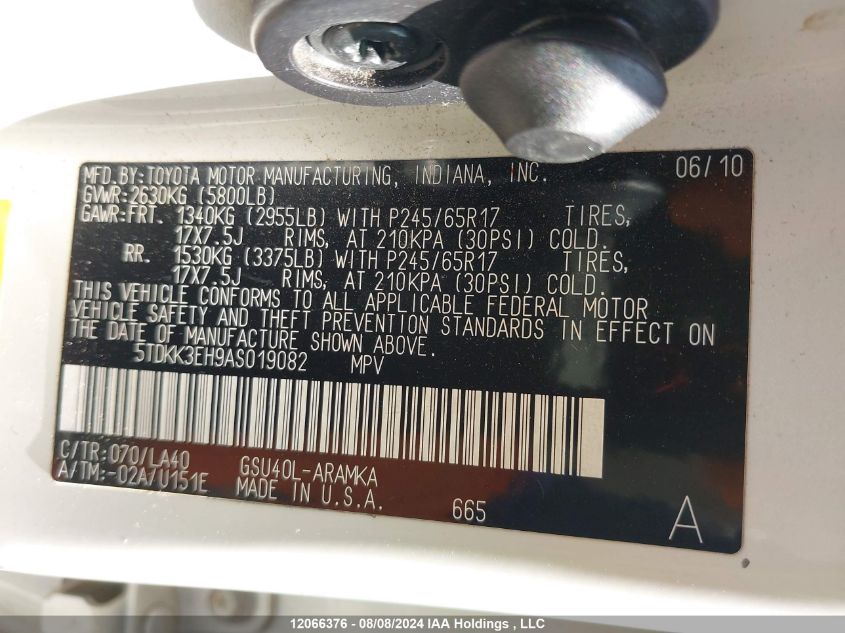 MFD.BY:TOYOTA MOTOR MANUFACTURING, INDIANA, INC. 06/10
GVWR:2630KG (5800LB)
GAWR:FRT. 1340KG (2955LB) WITH P245/65R17 TIRES,
17X7.5J RIMS, AT 210KPA (30PSI) COLD.
RR. 1530KG (3375LB) WITH P245/65R17 TIRES,
17X7.5J RIMS, AT 210KPA (30PSI) COLD.
THIS VEHICLE CONFORMS TO ALL APPLICABLE FEDERAL MOTOR
VEHICLE SAFETY AND THEFT PREVENTION STANDARDS IN EFFECT ON
THE DATE OF MANUFACTURE SHOWN ABOVE.
5TDKK3EH9AS019082 MPV
C/TR:070/LA40 GSU40L-ARAMKA
A/TM:-02A/U151E MADE IN U.S.A. 665 A
12066376 - 08/08/2024 IAA Holdings , LLC